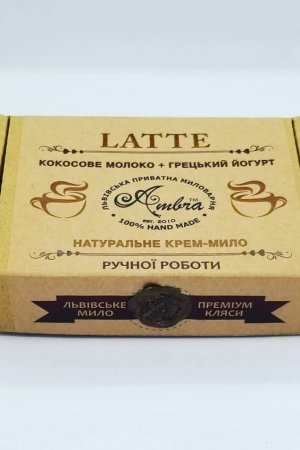 LATTE
КОКОСОВЕ МОЛОКО + ГРЕЦЬКИЙ ЙОГУРТ
ЛЬВІВСЬКА ПРИВАТНА МИЛОВАРНЯ
Ambra™
EST. 2010
100% HAND MADE
НАТУРАЛЬНЕ КРЕМ-МИЛО
РУЧНОЇ РОБОТИ
ЛЬВІВСЬКЕ МИЛО
ПРЕМІУМ КЛЯСИ